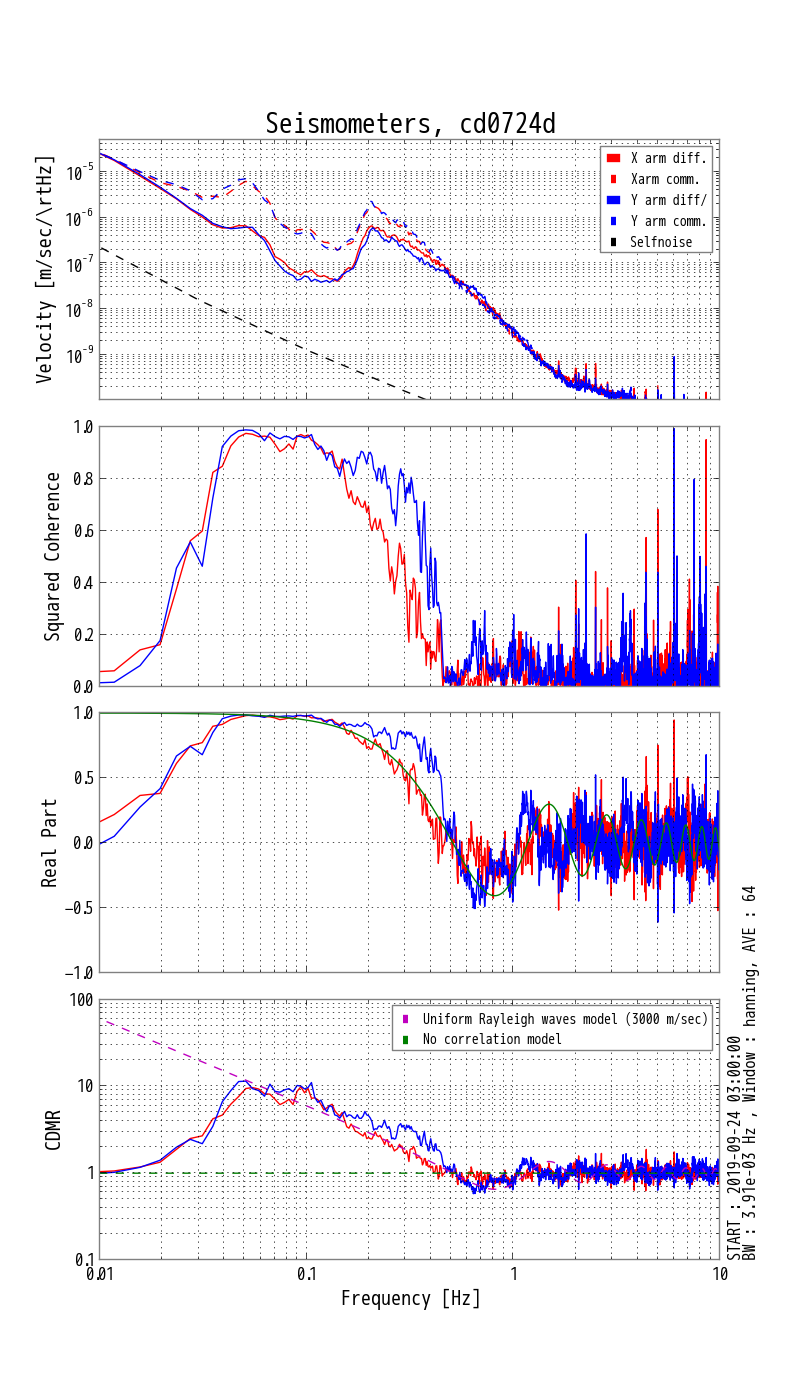 Seismometers, cd0724d
Velocity [m/sec/\rtHz]
10⁻⁵
10⁻⁶
10⁻⁷
10⁻⁸
10⁻⁹
X arm diff.
Xarm comm.
Y arm diff/
Y arm comm.
Selfnoise
Squared Coherence
1.0
0.8
0.6
0.4
0.2
0.0
Real Part
1.0
0.5
0.0
−0.5
−1.0
CDMR
100
10
1
0.1
Uniform Rayleigh waves model (3000 m/sec)
No correlation model
0.01 0.1 1 10
Frequency [Hz]
START : 2019-09-24 03:00:00
BW : 3.91e-03 Hz , Window : hanning, AVE : 64